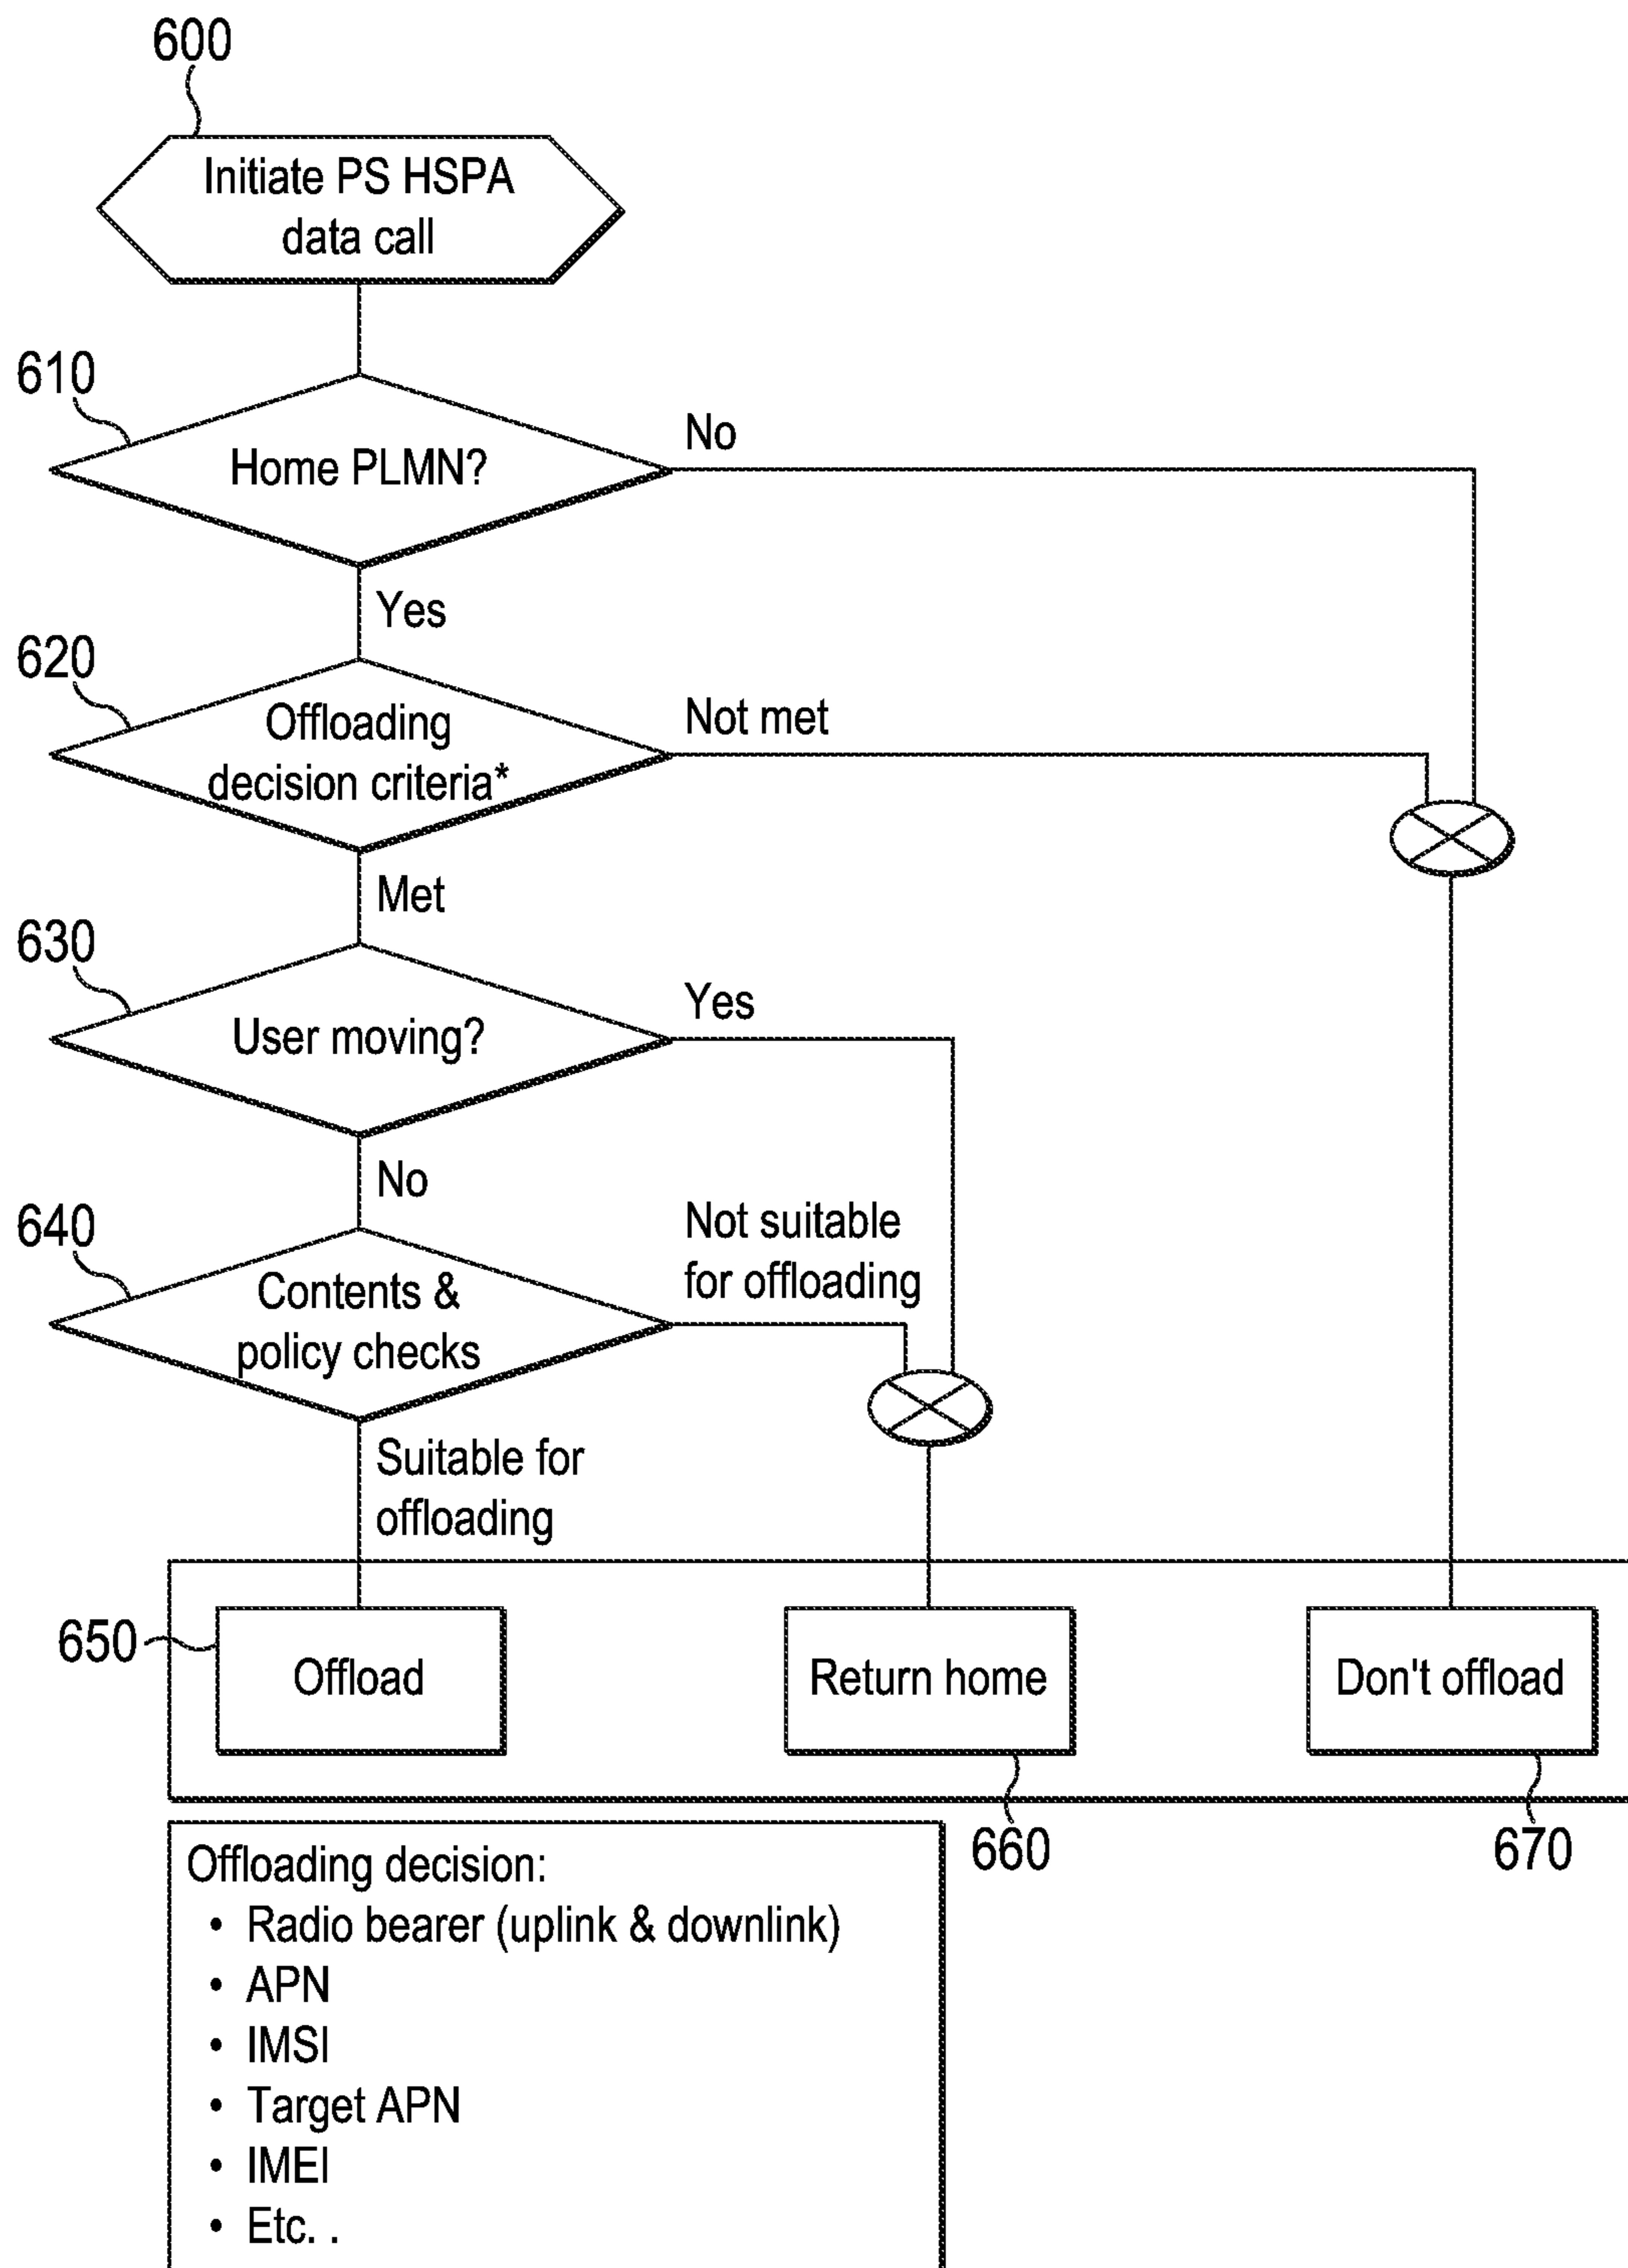 600
Initiate PS HSPA
data call
610
Home PLMN?
No
Yes
620
Offloading
decision criteria*
Not met
Met
630
User moving?
Yes
No
640
Contents &
policy checks
Not suitable
for offloading
Suitable for
offloading
650
Offload
Return home
Don't offload
660
670
Offloading decision:
• Radio bearer (uplink & downlink)
• APN
• IMSI
• Target APN
• IMEI
• Etc. .